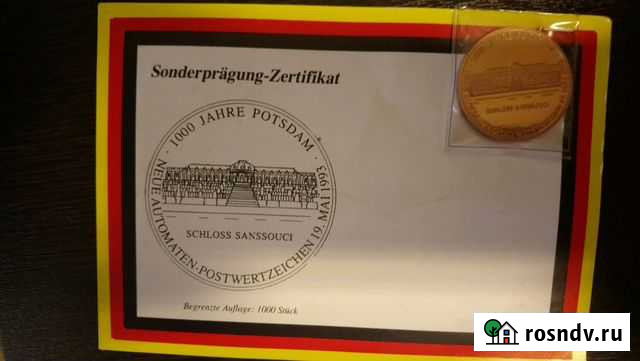 Sonderprägung-Zertifikat
· 1000 JAHRE POTSDAM ·
NEUE AUTOMATEN-POSTWERTZEICHEN 19. MAI 1993
SCHLOSS SANSSOUCI
Begrenzte Auflage: 1000 Stück
SCHLOSS SANSSOUCI
rosndv.ru